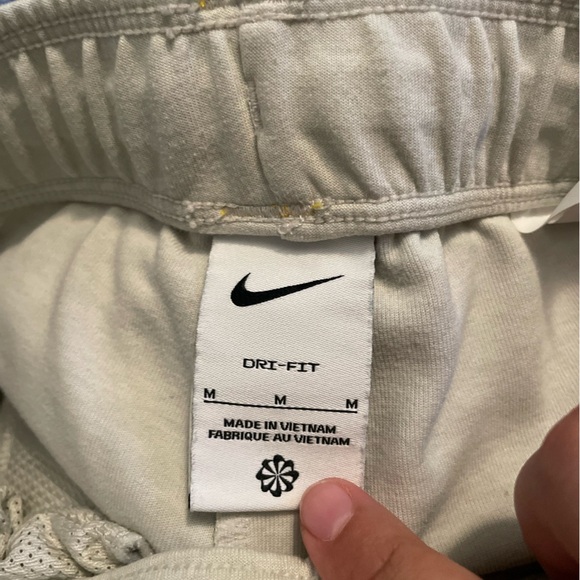 DRI-FIT
M M M
MADE IN VIETNAM
FABRIQUE AU VIETNAM